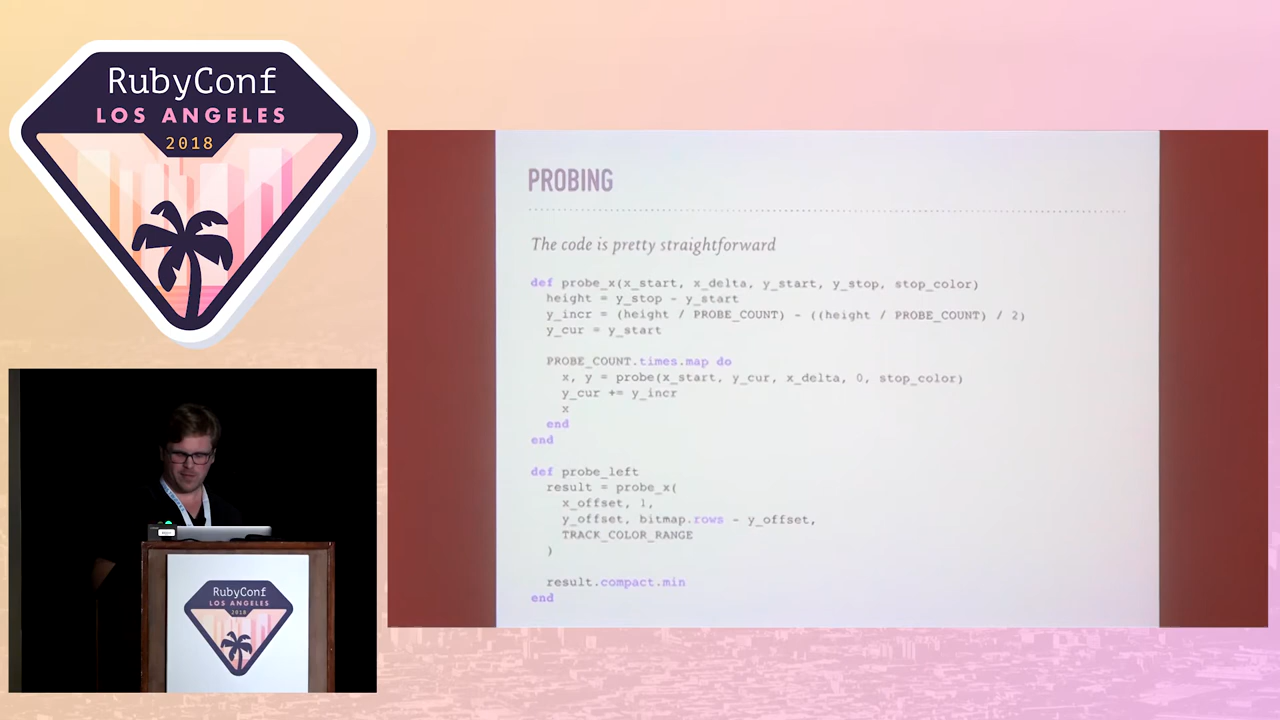 RubyConf
LOS ANGELES
2018
PROBING
The code is pretty straightforward
def probe_x(x_start, x_delta, y_start, y_stop, stop_color)
  height = y_stop - y_start
  y_incr = (height / PROBE_COUNT) - ((height / PROBE_COUNT) / 2)
  y_cur = y_start
  PROBE_COUNT.times.map do
    x, y = probe(x_start, y_cur, x_delta, 0, stop_color)
    y_cur += y_incr
    x
  end
end
def probe_left
  result = probe_x(
    x_offset, 1,
    y_offset, bitmap.rows - y_offset,
    TRACK_COLOR_RANGE
  )
  result.compact.min
end
RubyConf
LOS ANGELES
2018